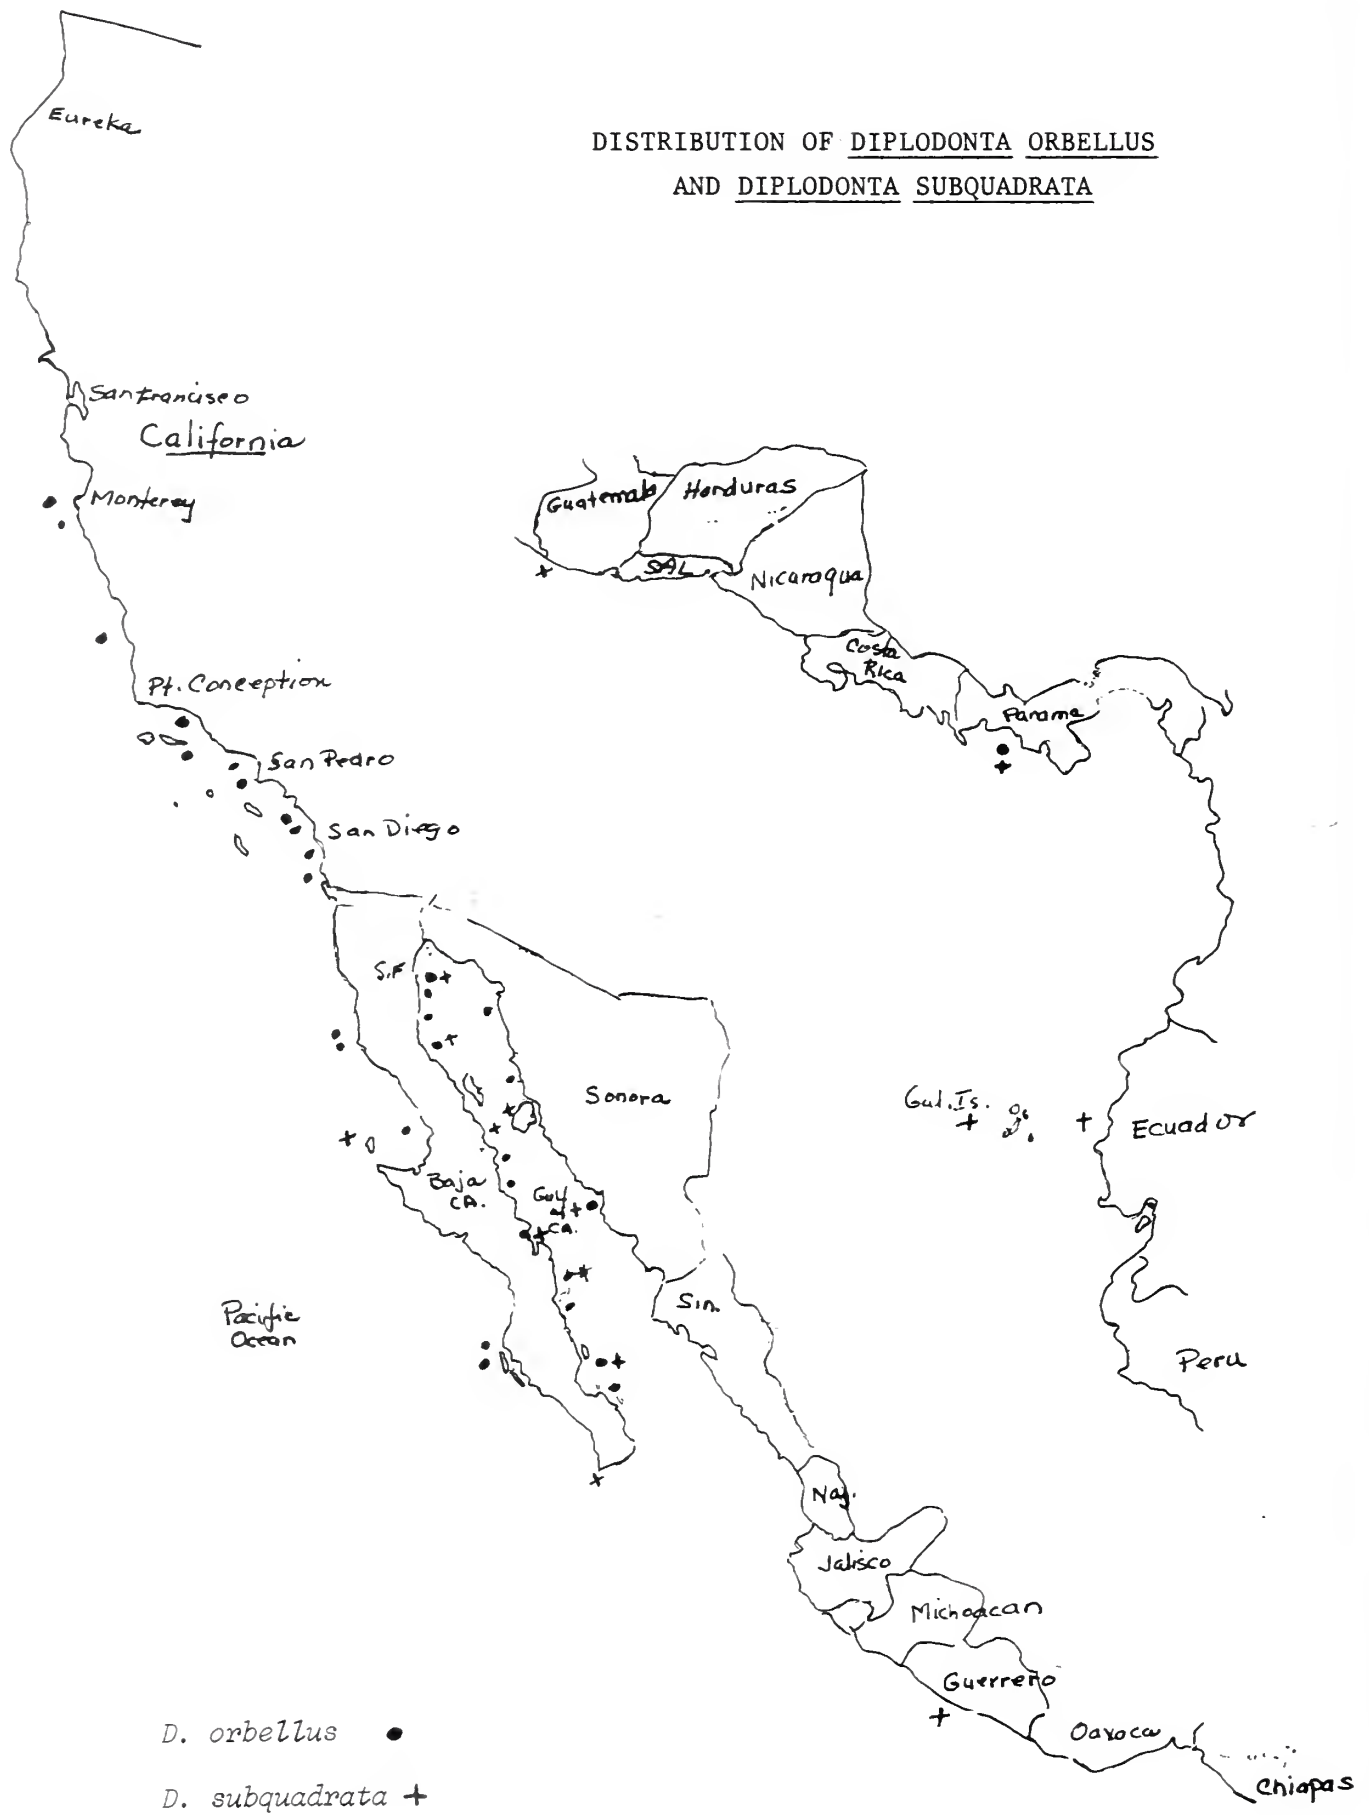 DISTRIBUTION OF DIPLODONTA ORBELLUS
AND DIPLODONTA SUBQUADRATA
Eureka
San Francisco
California
Monterey
Pt. Conception
San Pedro
San Diego
Guatemala
Honduras
SAL
Nicaragua
Costa
Rica
Panama
S.F
Sonora
Baja
CA.
Gulf
of
CA.
Gal. Is.
Ecuador
Peru
Pacific
Ocean
Sin.
Nay.
Jalisco
Michoacan
Guerrero
Oaxaca
Chiapas
D. orbellus
D. subquadrata